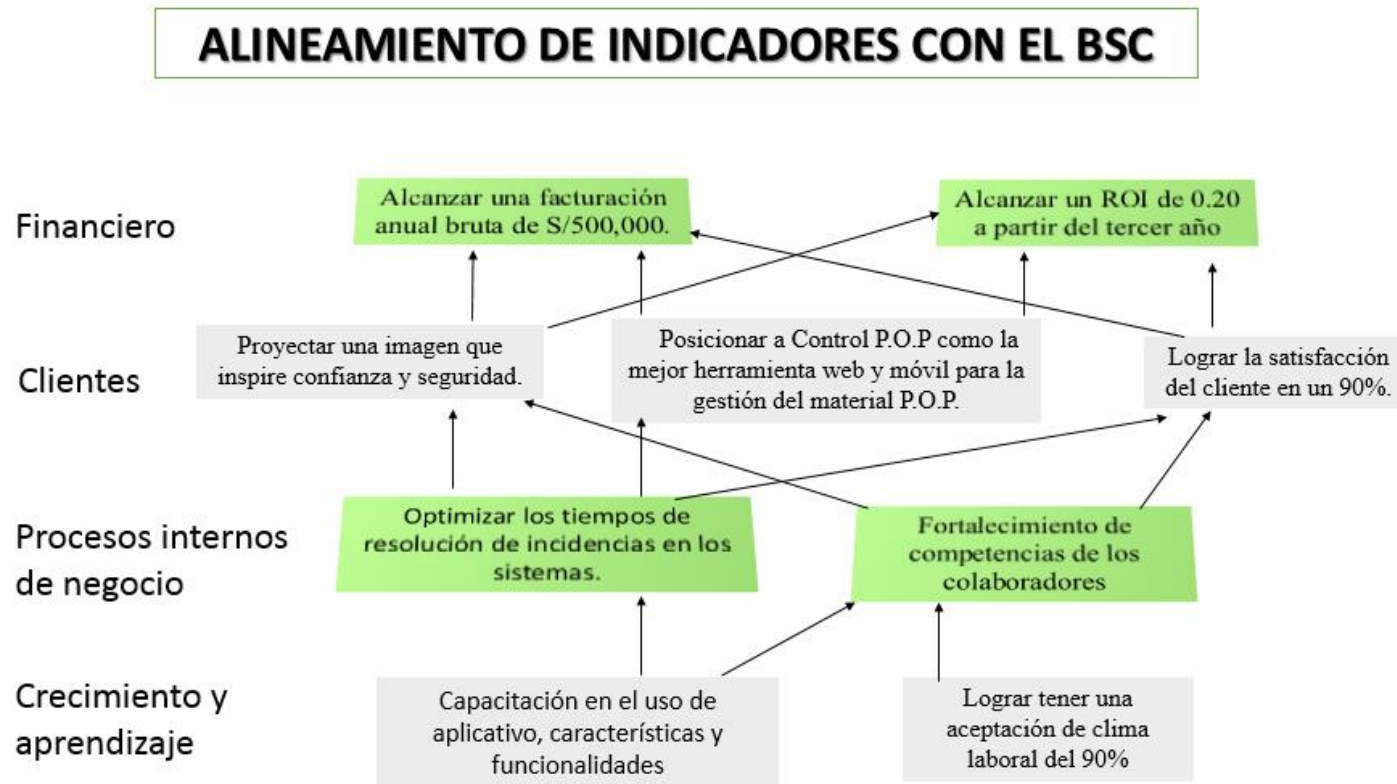 ALINEAMIENTO DE INDICADORES CON EL BSC
Financiero
Alcanzar una facturación
anual bruta de S/500,000.
Alcanzar un ROI de 0.20
a partir del tercer año
Clientes
Proyectar una imagen que
inspire confianza y seguridad.
Posicionar a Control P.O.P como la
mejor herramienta web y móvil para la
gestión del material P.O.P.
Lograr la satisfacción
del cliente en un 90%.
Procesos internos
de negocio
Optimizar los tiempos de
resolución de incidencias en los
sistemas.
Fortalecimiento de
competencias de los
colaboradores
Crecimiento y
aprendizaje
Capacitación en el uso de
aplicativo, características y
funcionalidades
Lograr tener una
aceptación de clima
laboral del 90%